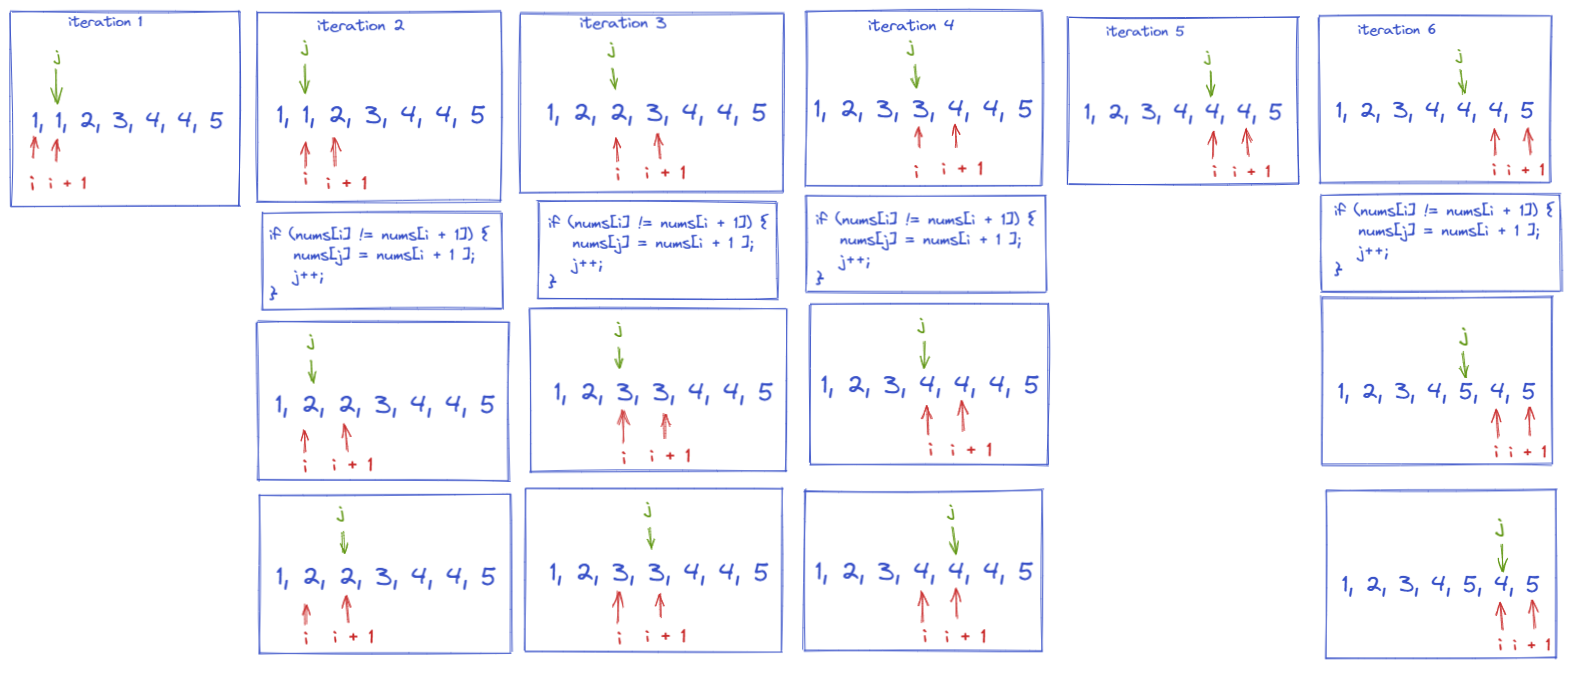 iteration 1
j
1, 1, 2, 3, 4, 4, 5
i i + 1
iteration 2
j
1, 1, 2, 3, 4, 4, 5
i i + 1
if (nums[i] != nums[i + 1]) {
nums[j] = nums[i + 1 ];
j++;
}
j
1, 2, 2, 3, 4, 4, 5
i i + 1
j
1, 2, 2, 3, 4, 4, 5
i i + 1
iteration 3
j
1, 2, 2, 3, 4, 4, 5
i i + 1
if (nums[i] != nums[i + 1]) {
nums[j] = nums[i + 1 ];
j++;
}
j
1, 2, 3, 3, 4, 4, 5
i i + 1
j
1, 2, 3, 3, 4, 4, 5
i i + 1
iteration 4
j
1, 2, 3, 3, 4, 4, 5
i i + 1
if (nums[i] != nums[i + 1]) {
nums[j] = nums[i + 1 ];
j++;
}
j
1, 2, 3, 4, 4, 4, 5
i i + 1
j
1, 2, 3, 4, 4, 4, 5
i i + 1
iteration 5
j
1, 2, 3, 4, 4, 4, 5
i i + 1
iteration 6
j
1, 2, 3, 4, 4, 4, 5
i i + 1
if (nums[i] != nums[i + 1]) {
nums[j] = nums[i + 1 ];
j++;
}
j
1, 2, 3, 4, 5, 4, 5
i i + 1
j
1, 2, 3, 4, 5, 4, 5
i i + 1